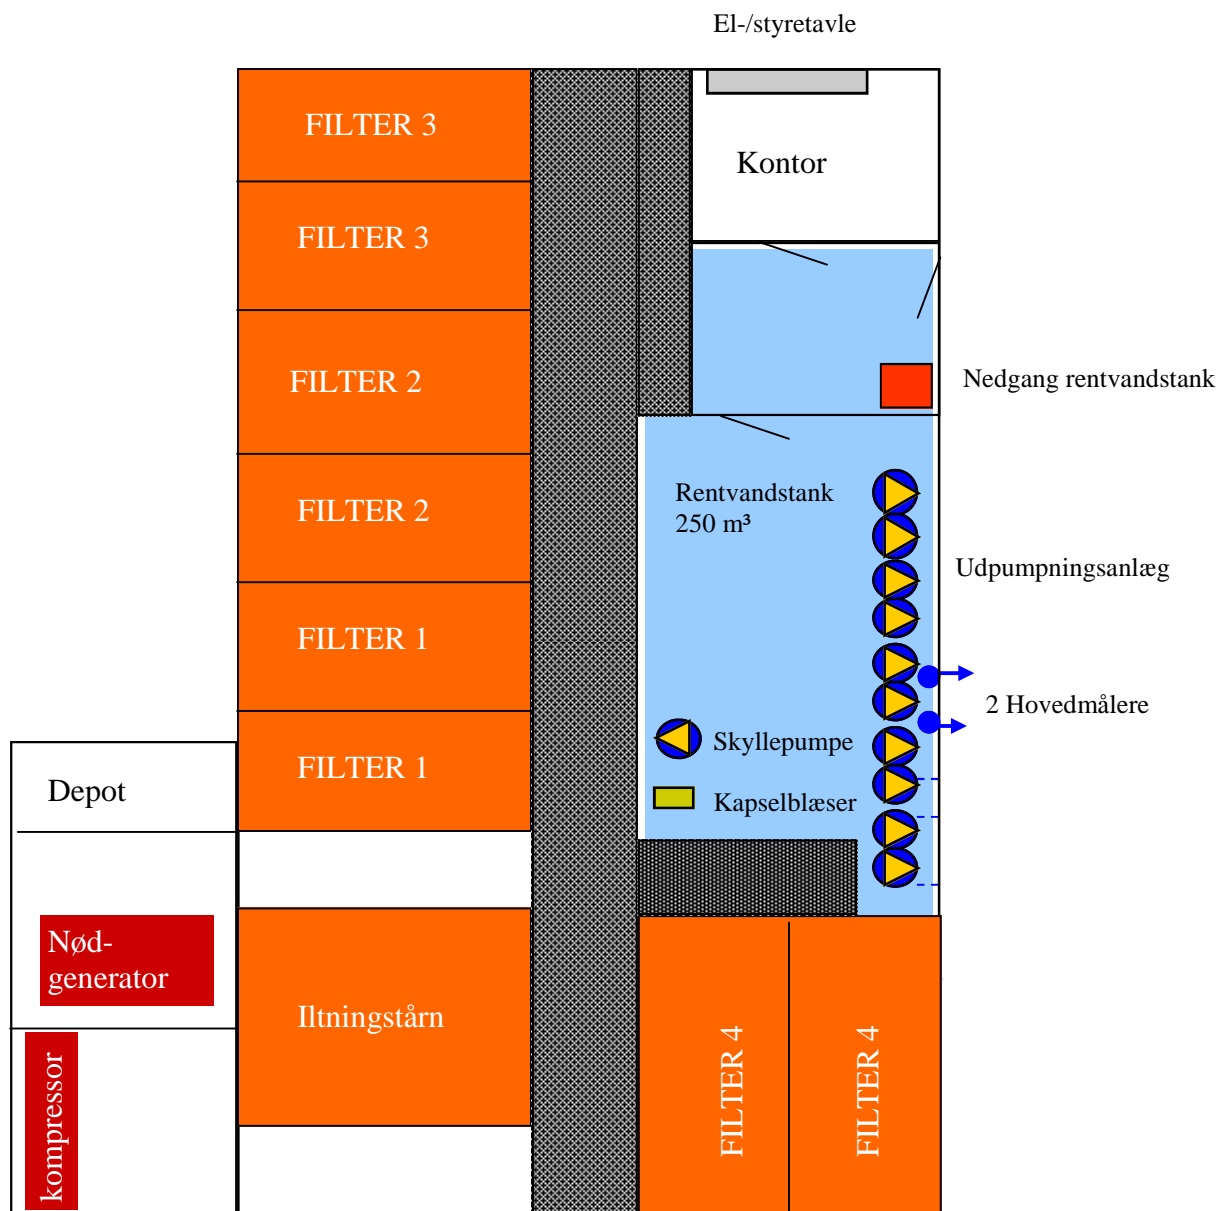 El-/styretavle
FILTER 3
Kontor
FILTER 3
FILTER 2
Nedgang rentvandstank
FILTER 2
Rentvandstank
250 m³
Udpumpningsanlæg
FILTER 1
2 Hovedmålere
FILTER 1
Skyllepumpe
Depot
Kapselblæser
Nød-
generator
Iltningstårn
kompressor
FILTER 4
FILTER 4